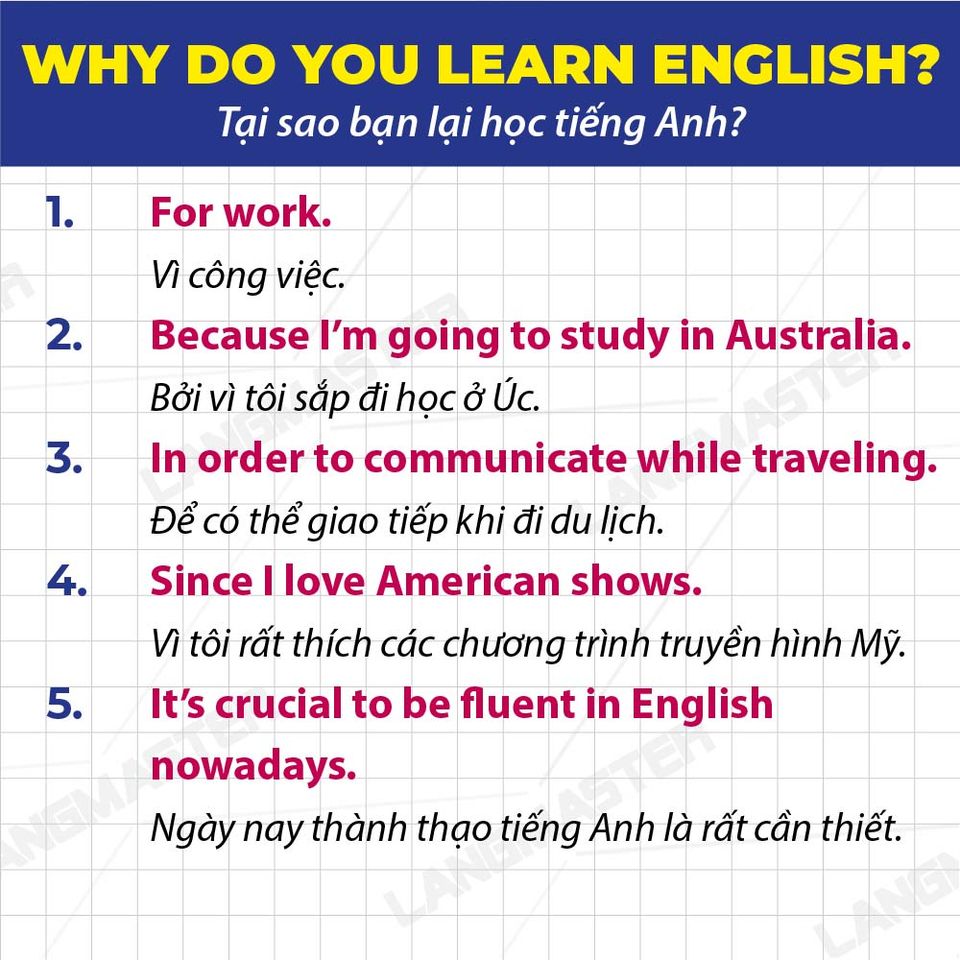 WHY DO YOU LEARN ENGLISH?
Tại sao bạn lại học tiếng Anh?
1. For work.
Vì công việc.
2. Because I’m going to study in Australia.
Bởi vì tôi sắp đi học ở Úc.
3. In order to communicate while traveling.
Để có thể giao tiếp khi đi du lịch.
4. Since I love American shows.
Vì tôi rất thích các chương trình truyền hình Mỹ.
5. It’s crucial to be fluent in English
nowadays.
Ngày nay thành thạo tiếng Anh là rất cần thiết.
LANGMASTER
LANGMASTER
LANGMASTER
LANGMASTER